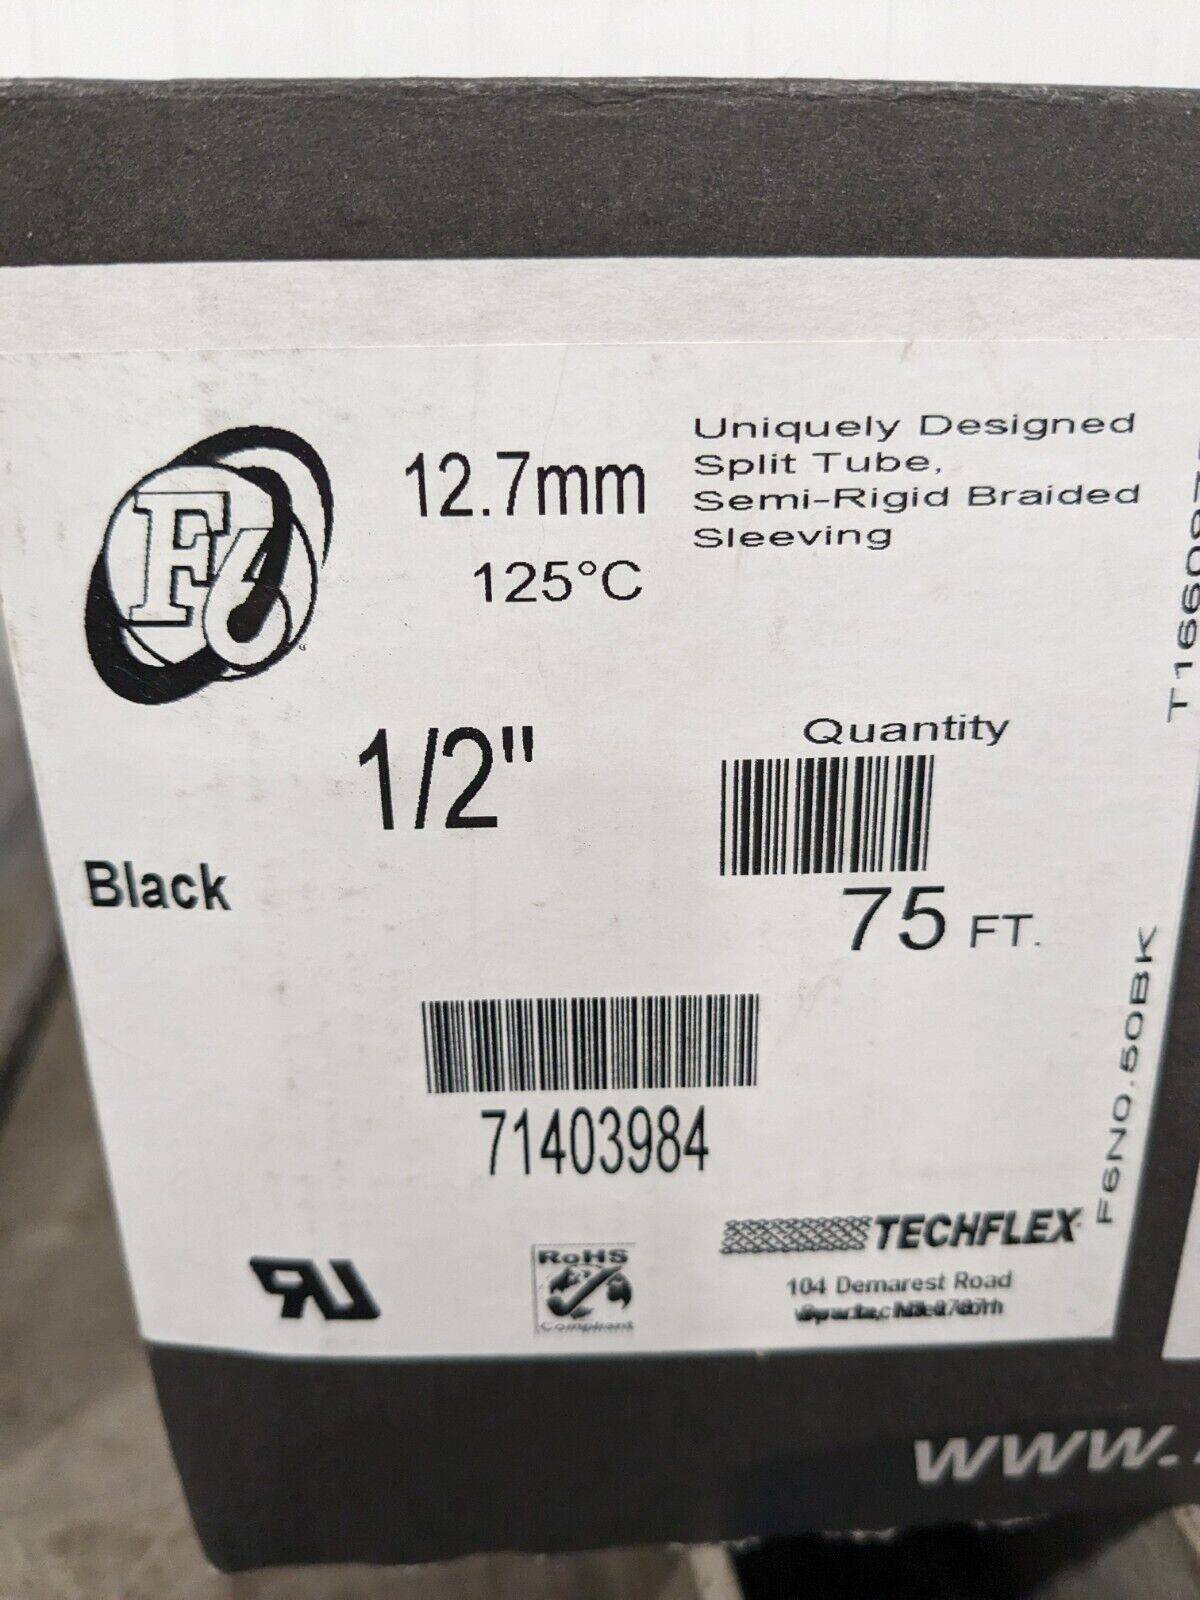 F6
12.7mm
125°C
Uniquely Designed
Split Tube,
Semi-Rigid Braided
Sleeving
1/2"
Quantity
Black
75 FT.
71403984
F6N0.50BK
RU
RoHS
Compliant
TECHFLEX
104 Demarest Road
www.